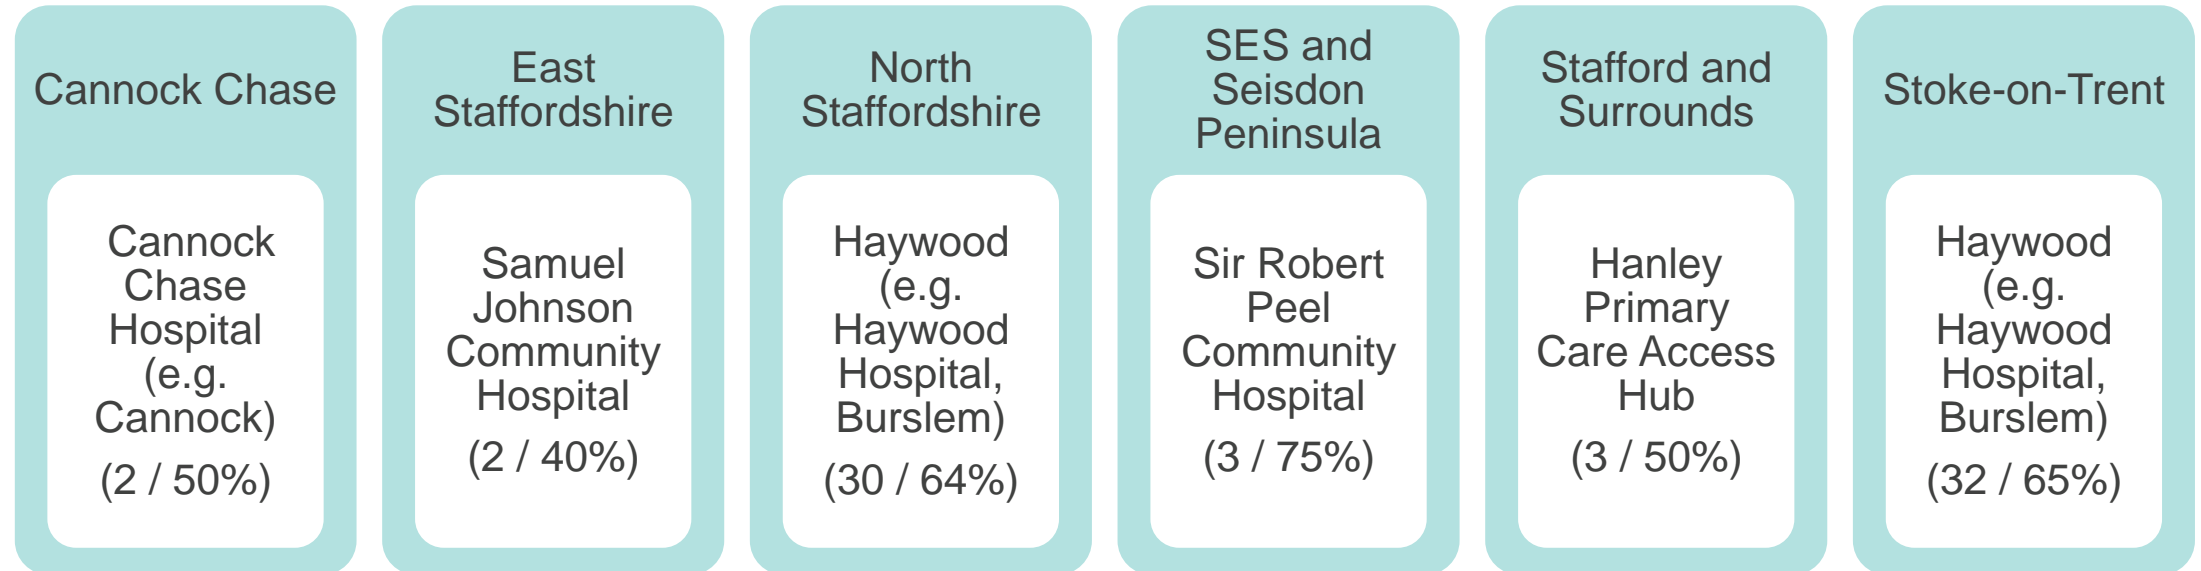 Cannock Chase
Cannock
Chase
Hospital
(e.g.
Cannock)
(2 / 50%)
East
Staffordshire
Samuel
Johnson
Community
Hospital
(2 / 40%)
North
Staffordshire
Haywood
(e.g.
Haywood
Hospital,
Burslem)
(30 / 64%)
SES and
Seisdon
Peninsula
Sir Robert
Peel
Community
Hospital
(3 / 75%)
Stafford and
Surrounds
Hanley
Primary
Care Access
Hub
(3 / 50%)
Stoke-on-Trent
Haywood
(e.g.
Haywood
Hospital,
Burslem)
(32 / 65%)